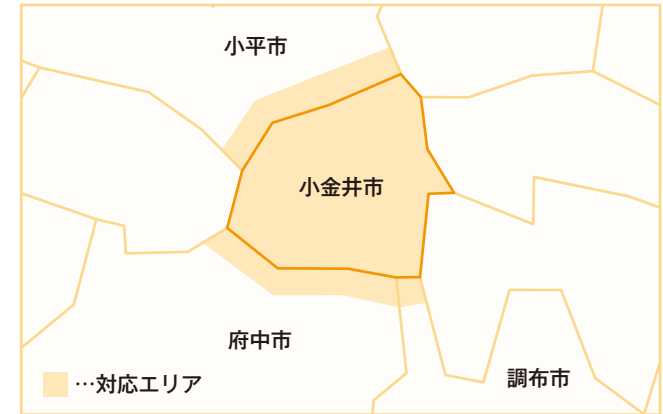 小平市
小金井市
府中市
調布市
…対応エリア